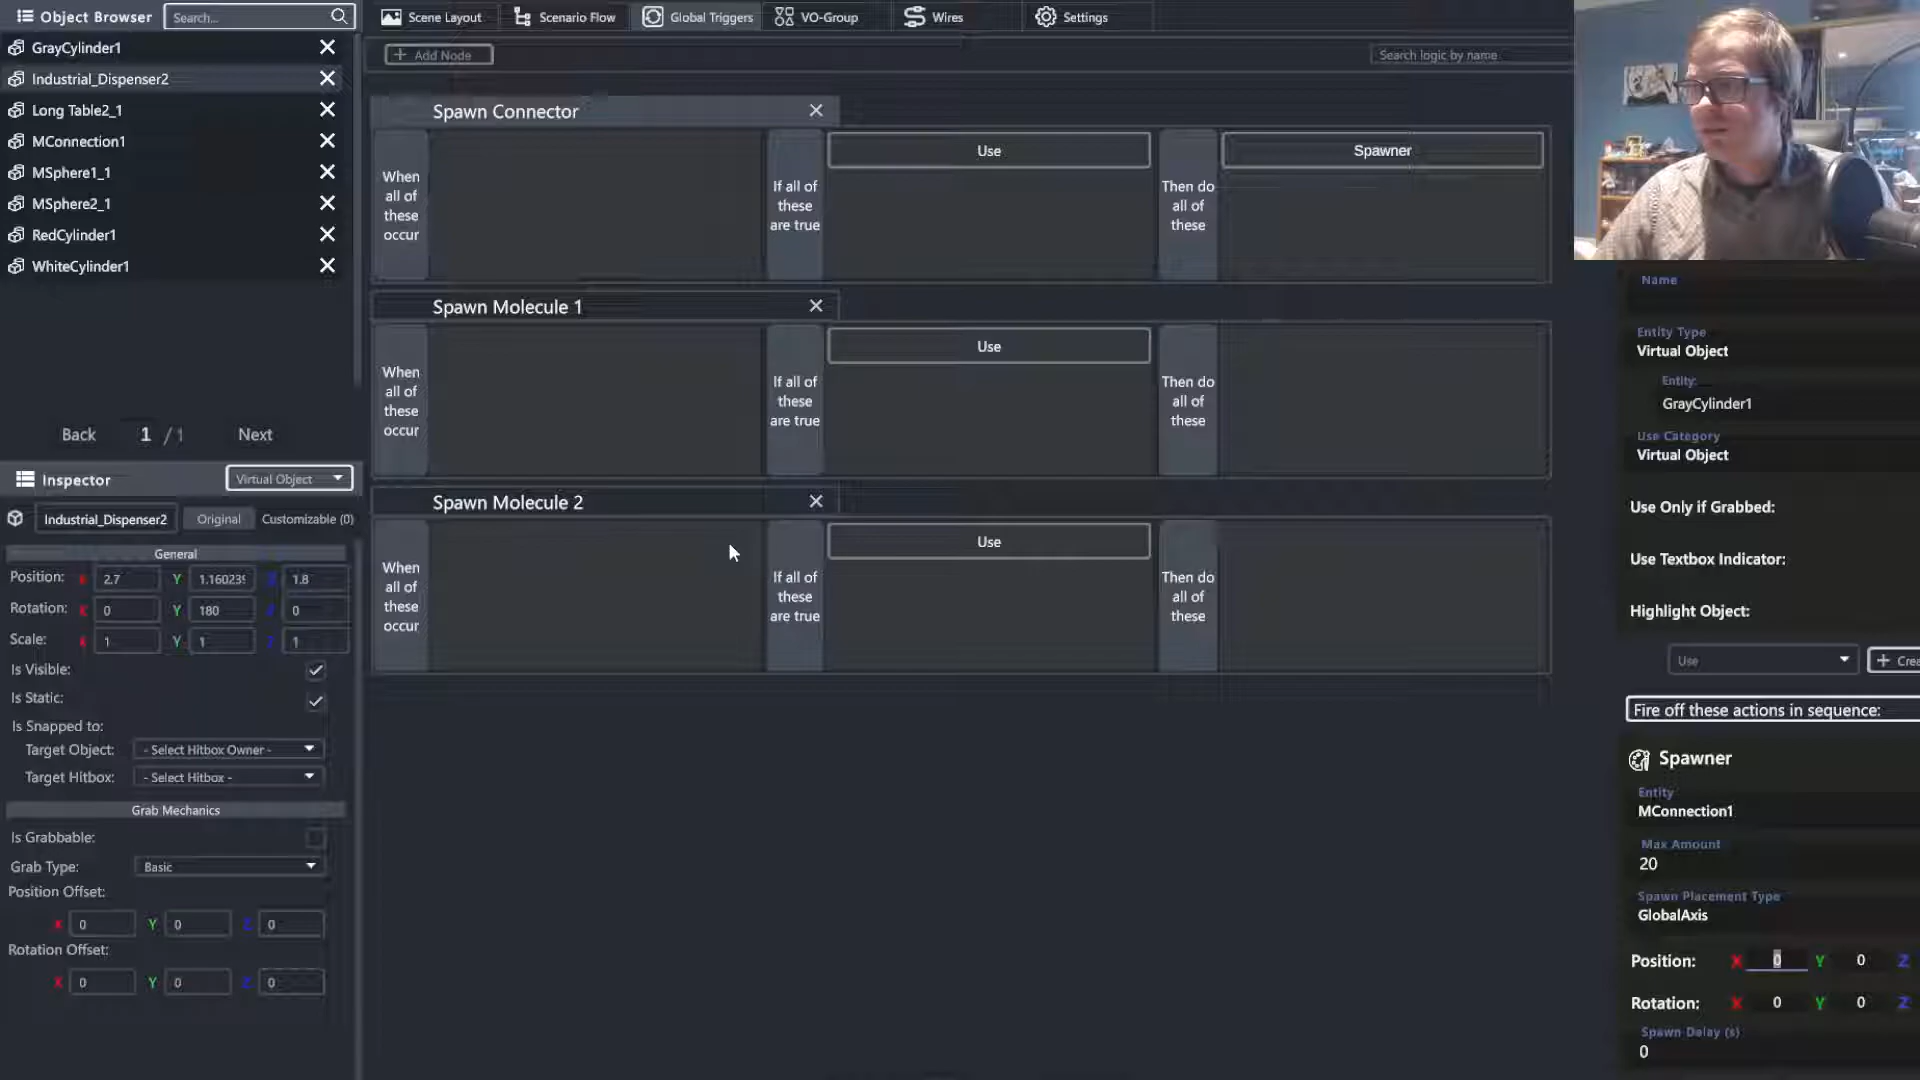 Object Browser
Search...
GrayCylinder1
Industrial_Dispenser2
Long Table2_1
MConnection1
MSphere1_1
MSphere2_1
RedCylinder1
WhiteCylinder1
Back 1 / 1 Next
Inspector
Virtual Object
Industrial_Dispenser2 Original Customizable (0)
General
Position: X 2.7 Y 1.16023 Z 1.8
Rotation: X 0 Y 180 Z 0
Scale: X 1 Y 1 Z 1
Is Visible:
Is Static:
Is Snapped to:
Target Object: - Select Hitbox Owner -
Target Hitbox: - Select Hitbox -
Grab Mechanics
Is Grabbable:
Grab Type: Basic
Position Offset:
X 0 Y 0 Z 0
Rotation Offset:
X 0 Y 0 Z 0
Scene Layout Scenario Flow Global Triggers VO-Group Wires Settings
+ Add Node
Search logic by name
Spawn Connector
When
all of
these
occur
If all of
these
are true
Use
Then do
all of
these
Spawner
Spawn Molecule 1
When
all of
these
occur
If all of
these
are true
Use
Then do
all of
these
Spawn Molecule 2
When
all of
these
occur
If all of
these
are true
Use
Then do
all of
these
Name
Entity Type
Virtual Object
Entity:
GrayCylinder1
Use Category
Virtual Object
Use Only if Grabbed:
Use Textbox Indicator:
Highlight Object:
Use
+ Crea
Fire off these actions in sequence:
Spawner
Entity
MConnection1
Max Amount
20
Spawn Placement Type
GlobalAxis
Position: X 0 Y 0 Z
Rotation: X 0 Y 0 Z
Spawn Delay (s)
0